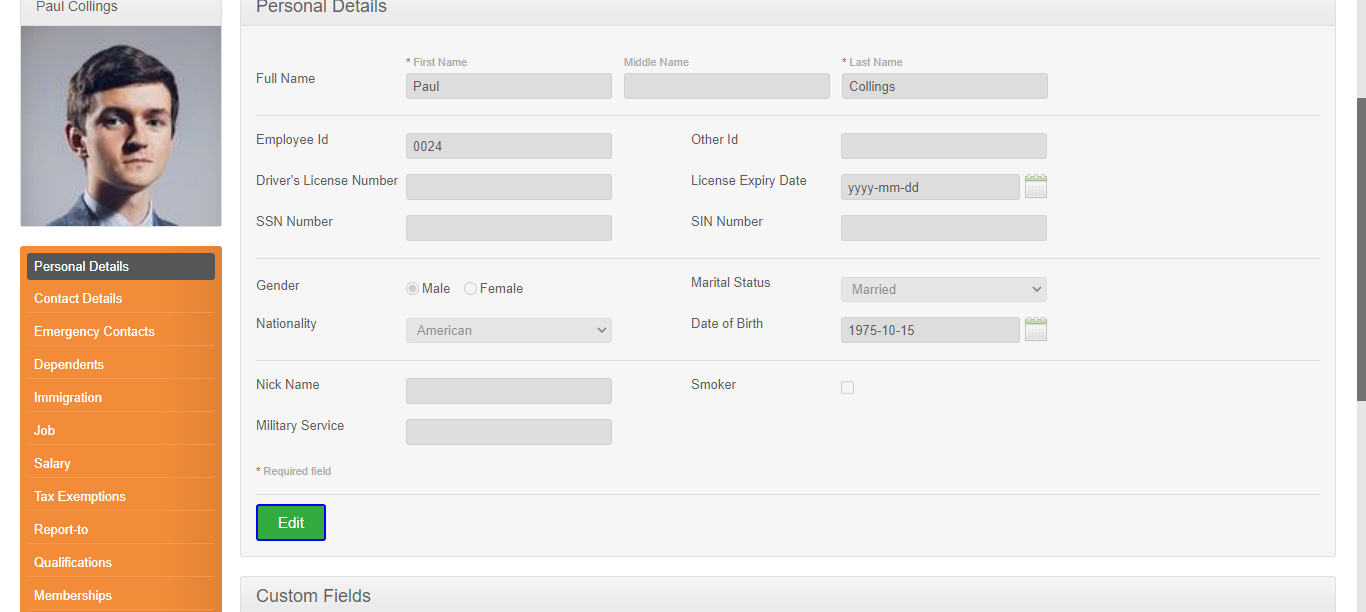 Paul Collings
Personal Details
Contact Details
Emergency Contacts
Dependents
Immigration
Job
Salary
Tax Exemptions
Report-to
Qualifications
Memberships
Personal Details
* First Name Middle Name * Last Name
Full Name Paul Collings
Employee Id 0024 Other Id
Driver's License Number License Expiry Date yyyy-mm-dd
SSN Number SIN Number
Gender Male Female Marital Status Married
Nationality American Date of Birth 1975-10-15
Nick Name Smoker
Military Service
* Required field
Edit
Custom Fields